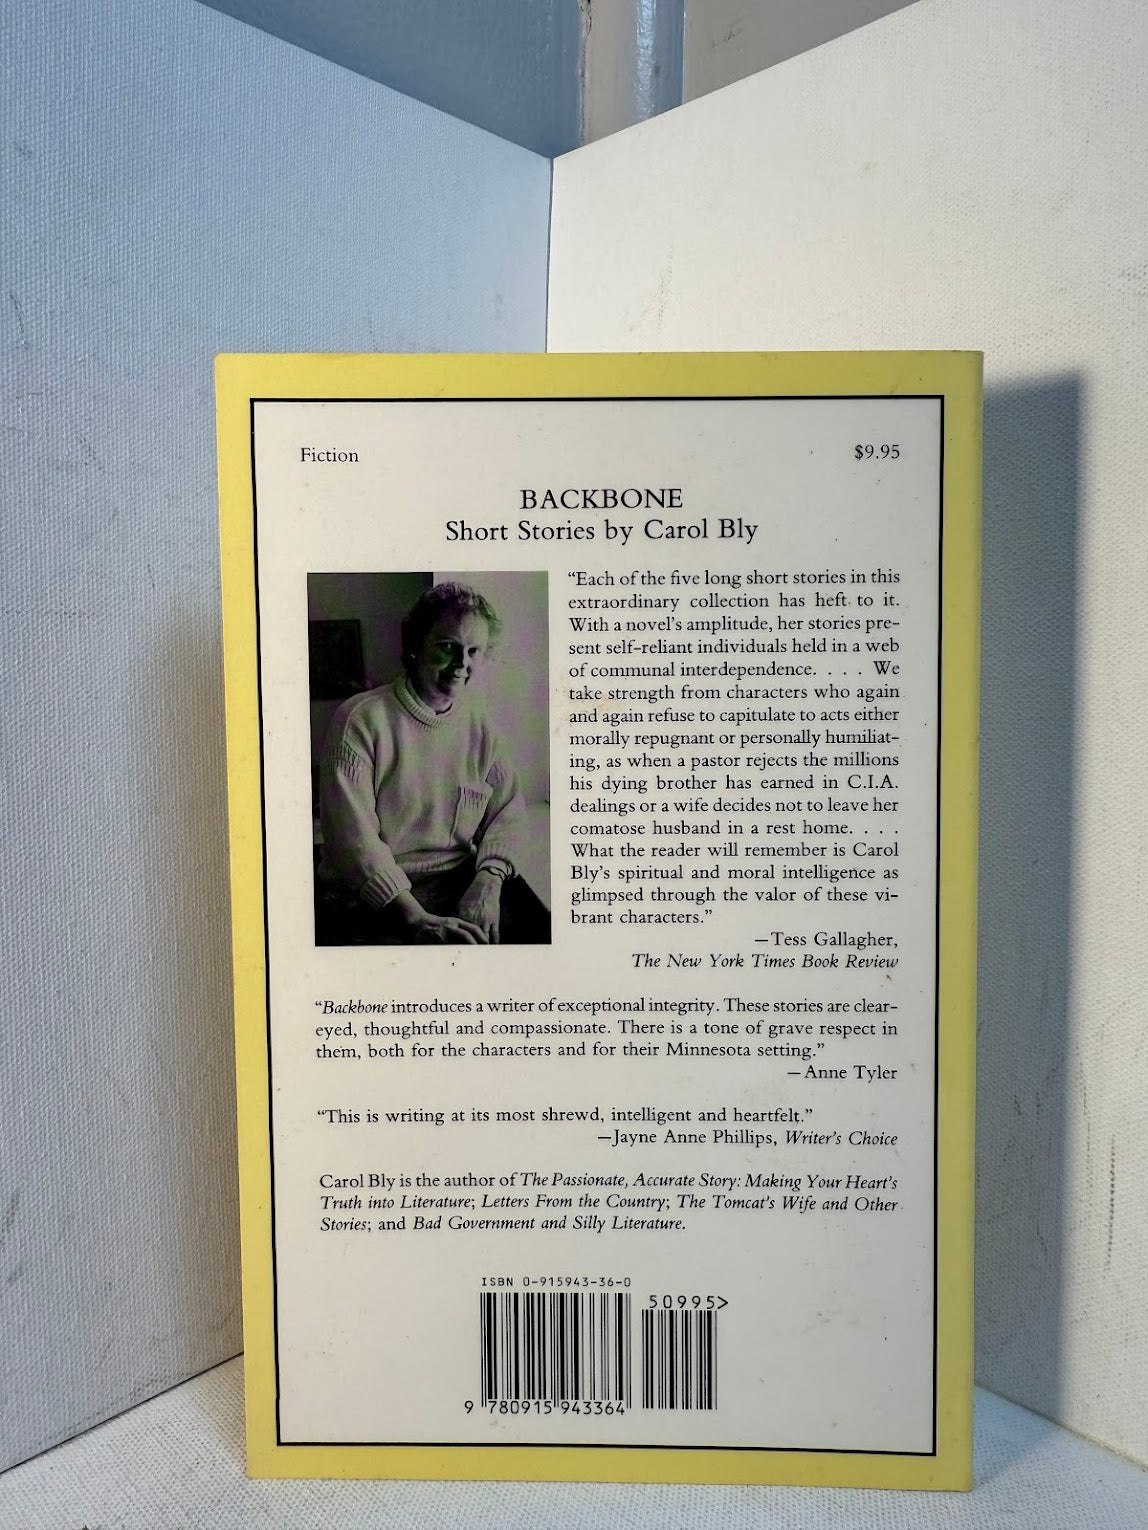 Fiction
$9.95
BACKBONE
Short Stories by Carol Bly
“Each of the five long short stories in this
extraordinary collection has heft to it.
With a novel’s amplitude, her stories pre-
sent self-reliant individuals held in a web
of communal interdependence. . . . We
take strength from characters who again
and again refuse to capitulate to acts either
morally repugnant or personally humiliat-
ing, as when a pastor rejects the millions
his dying brother has earned in C.I.A.
dealings or a wife decides not to leave her
comatose husband in a rest home. . . .
What the reader will remember is Carol
Bly’s spiritual and moral intelligence as
glimpsed through the valor of these vi-
brant characters.”
—Tess Gallagher,
The New York Times Book Review
“Backbone introduces a writer of exceptional integrity. These stories are clear-
eyed, thoughtful and compassionate. There is a tone of grave respect in
them, both for the characters and for their Minnesota setting.”
—Anne Tyler
“This is writing at its most shrewd, intelligent and heartfelt.”
—Jayne Anne Phillips, Writer’s Choice
Carol Bly is the author of The Passionate, Accurate Story: Making Your Heart’s
Truth into Literature; Letters From the Country; The Tomcat’s Wife and Other
Stories; and Bad Government and Silly Literature.
ISBN 0-915943-36-0
50995>
9 780915 943364